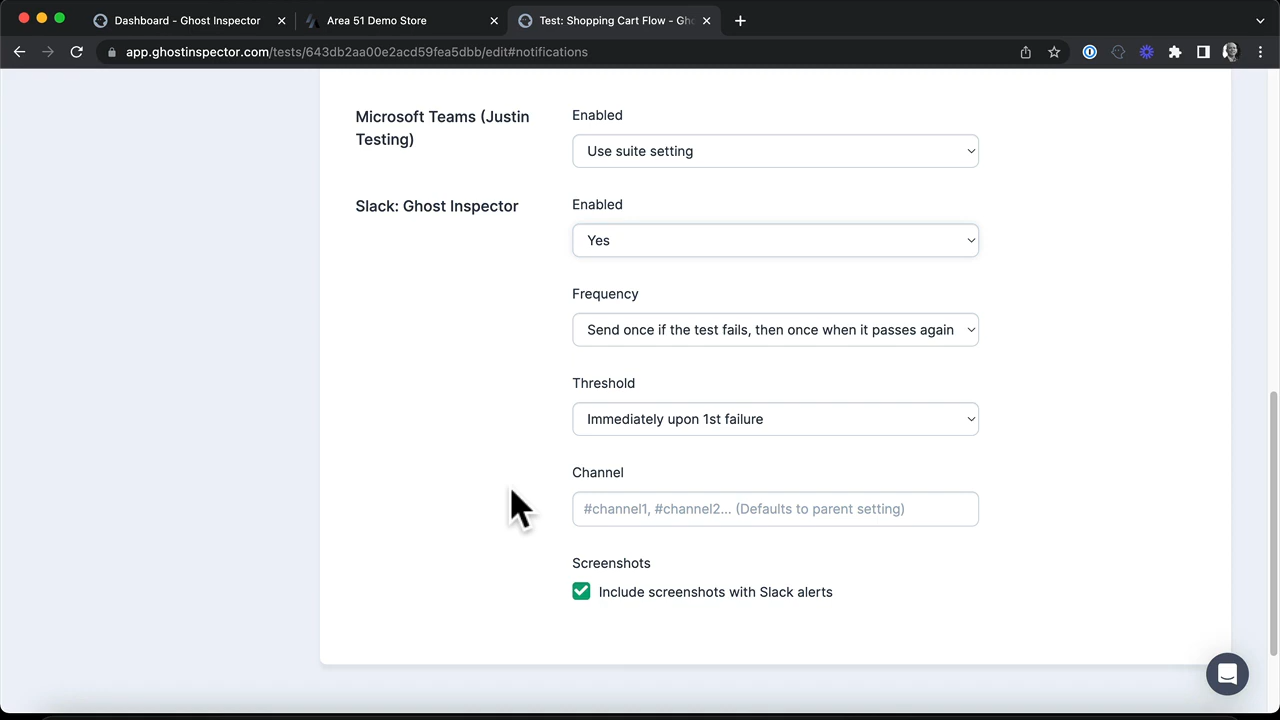 Dashboard - Ghost Inspector
Area 51 Demo Store
Test: Shopping Cart Flow - Gho
app.ghostinspector.com/tests/643db2aa00e2acd59fea5dbb/edit#notifications
Microsoft Teams (Justin
Testing)
Enabled
Use suite setting
Slack: Ghost Inspector
Enabled
Yes
Frequency
Send once if the test fails, then once when it passes again
Threshold
Immediately upon 1st failure
Channel
#channel1, #channel2... (Defaults to parent setting)
Screenshots
Include screenshots with Slack alerts